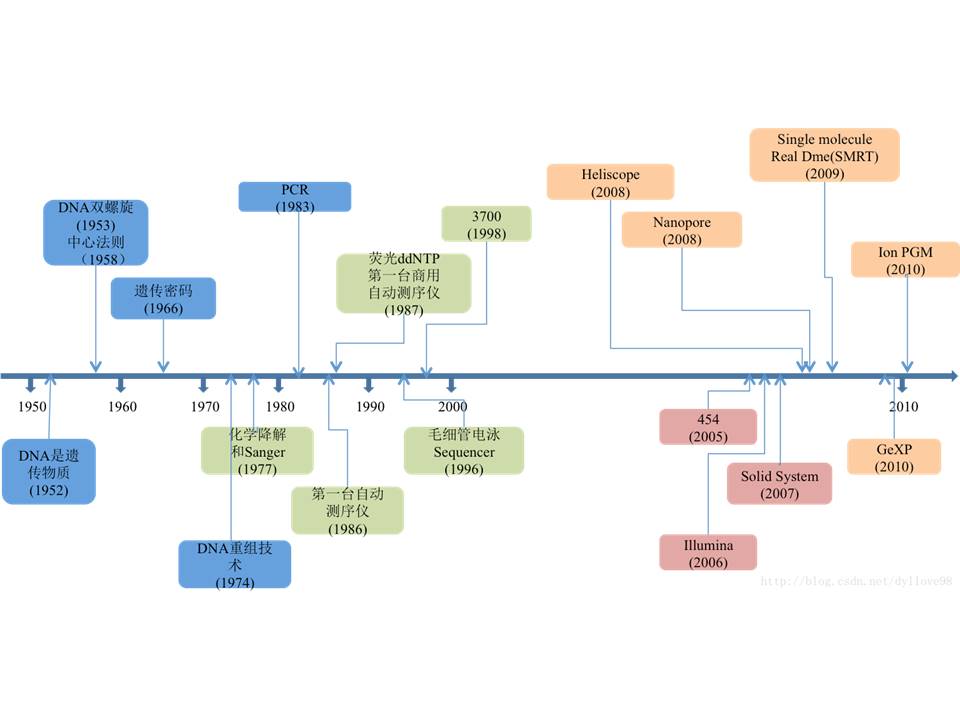 Single molecule
Real Dme(SMRT)
(2009)
Heliscope
(2008)
PCR
(1983)
DNA双螺旋
(1953)
中心法则
（1958）
3700
(1998)
Nanopore
(2008)
Ion PGM
(2010)
荧光ddNTP
第一台商用
自动测序仪
(1987)
遗传密码
(1966)
1950
1960
1970
1980
1990
2000
2010
454
(2005)
化学降解
和Sanger
(1977)
毛细管电泳
Sequencer
(1996)
GeXP
(2010)
DNA是遗
传物质
(1952)
Solid System
(2007)
第一台自动
测序仪
(1986)
Illumina
(2006)
DNA重组技
术
(1974)
http://blog.csdn.net/dyllove98